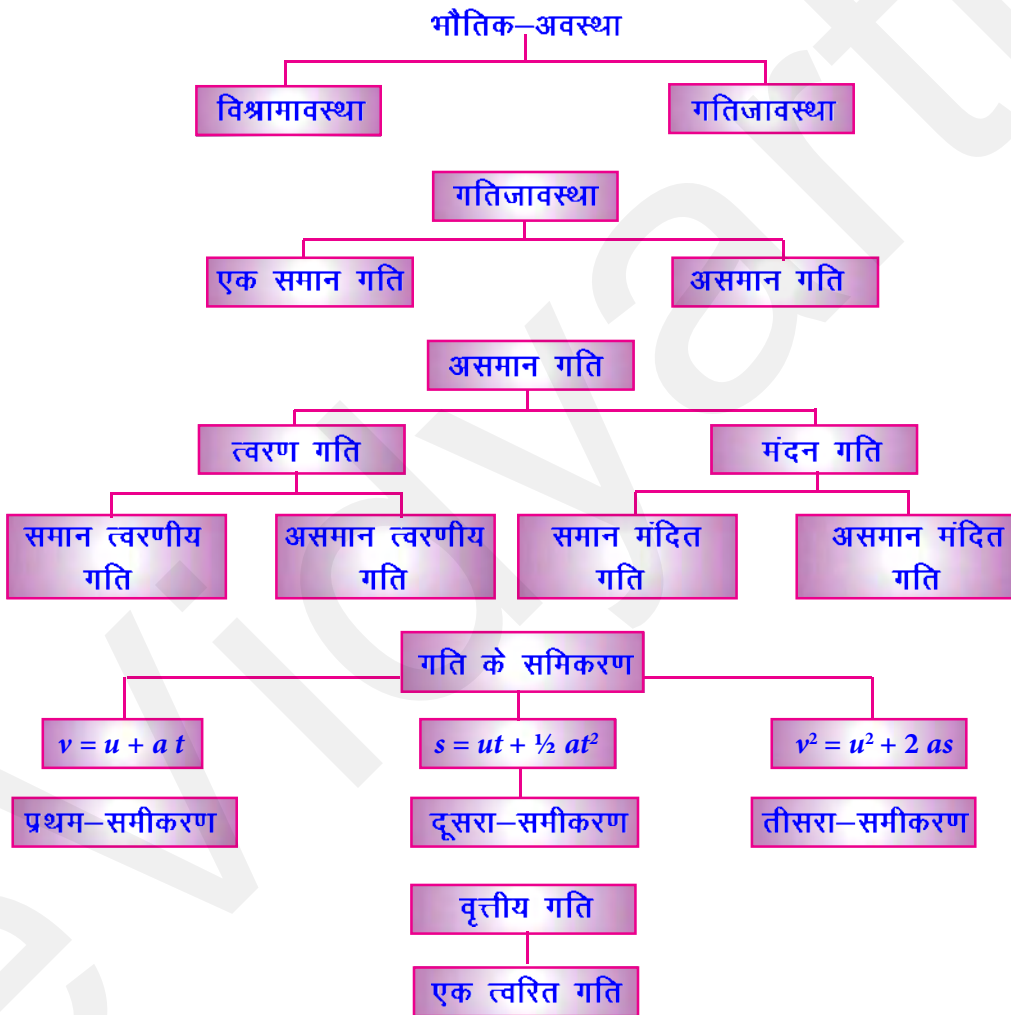 भौतिक–अवस्था
विश्रामावस्था
गतिजावस्था
गतिजावस्था
एक समान गति
असमान गति
असमान गति
त्वरण गति
मंदन गति
समान त्वरणीय
गति
असमान त्वरणीय
गति
समान मंदित
गति
असमान मंदित
गति
गति के समिकरण
v = u + a t
s = ut + ½ at²
v² = u² + 2 as
प्रथम–समीकरण
दूसरा–समीकरण
तीसरा–समीकरण
वृत्तीय गति
एक त्वरित गति